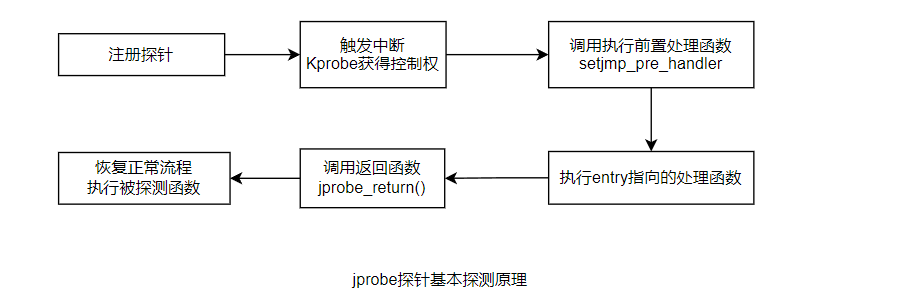 注册探针
触发中断
Kprobe获得控制权
调用执行前置处理函数
setjmp_pre_handler
执行entry指向的处理函数
调用返回函数
jprobe_return()
恢复正常流程
执行被探测函数
jprobe探针基本探测原理